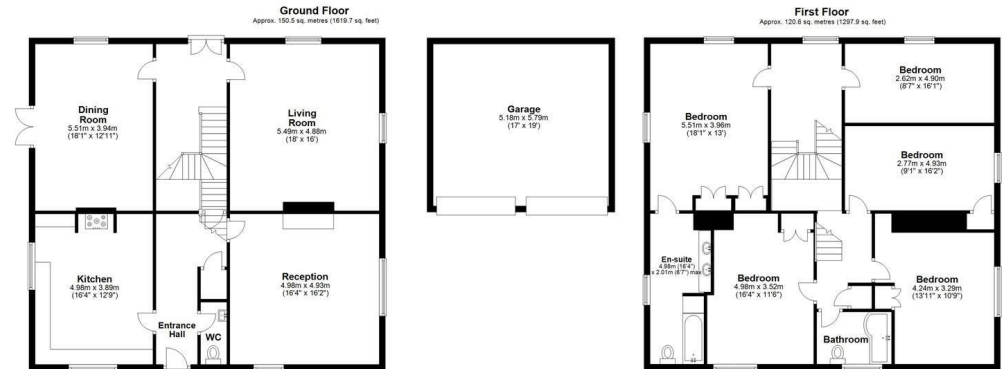 Ground Floor
Approx. 150.5 sq. metres (1619.7 sq. feet)
Dining
Room
5.51m x 3.94m
(18'1" x 12'11")
Living
Room
5.49m x 4.88m
(18' x 16')
Kitchen
4.98m x 3.89m
(16'4" x 12'9")
Entrance
Hall
WC
Reception
4.98m x 4.93m
(16'4" x 16'2")
Garage
5.18m x 5.79m
(17' x 19')
First Floor
Approx. 120.6 sq. metres (1297.9 sq. feet)
Bedroom
5.51m x 3.96m
(18'1" x 13')
Bedroom
2.62m x 4.90m
(8'7" x 16'1")
Bedroom
2.77m x 4.93m
(9'1" x 16'2")
En-suite
4.98m (16'4")
x 2.01m (6'7") max
Bedroom
4.98m x 3.52m
(16'4" x 11'6")
Bedroom
4.24m x 3.29m
(13'11" x 10'9")
Bathroom